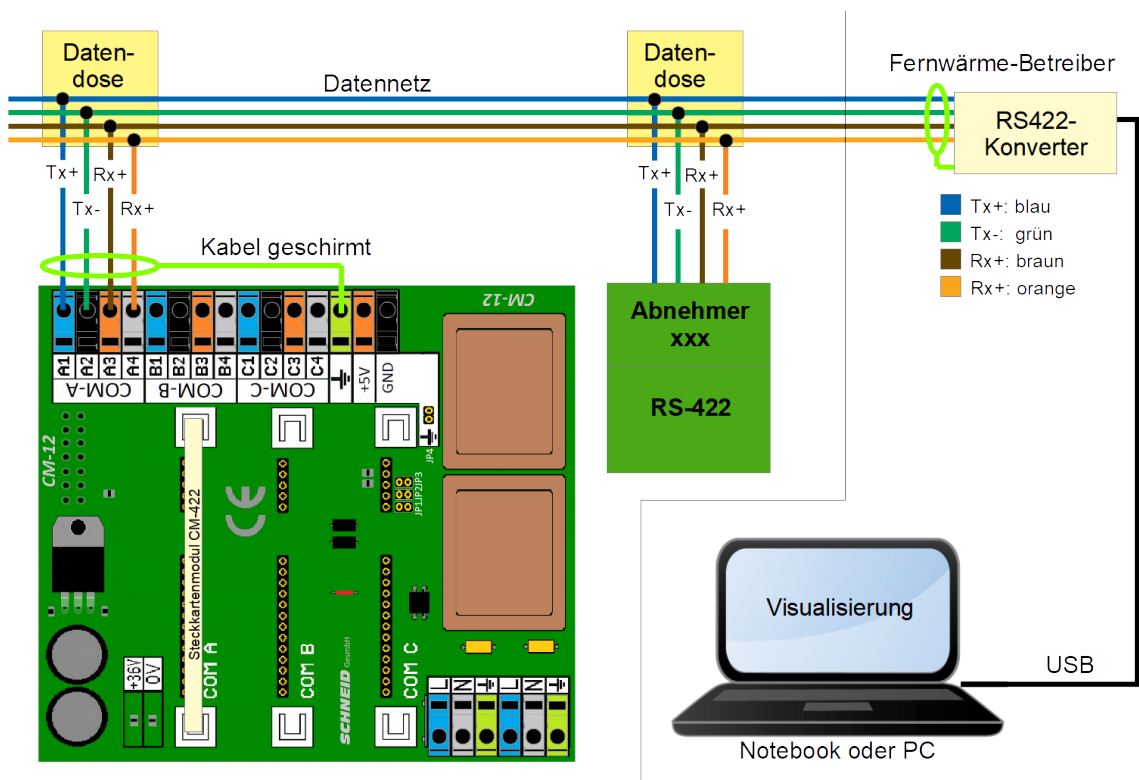 Daten-
dose
Datennetz
Daten-
dose
Fernwärme-Betreiber
RS422-
Konverter
Tx+
Rx+
Tx-
Rx+
Tx+
Rx+
Tx-
Rx+
Tx+: blau
Tx-: grün
Rx+: braun
Rx+: orange
Kabel geschirmt
CM-12
A1
A2
A3
A4
B1
B2
B3
B4
C1
C2
C3
C4
+5V
GND
COM-A
COM-B
COM-C
JP4
CM-12
JP1JP2JP3
CE
Steckkartenmodul CM-422
COM A
COM B
COM C
SCHNEID GesmbH
+36V
0V
L
N
L
N
Abnehmer
xxx
RS-422
Visualisierung
USB
Notebook oder PC